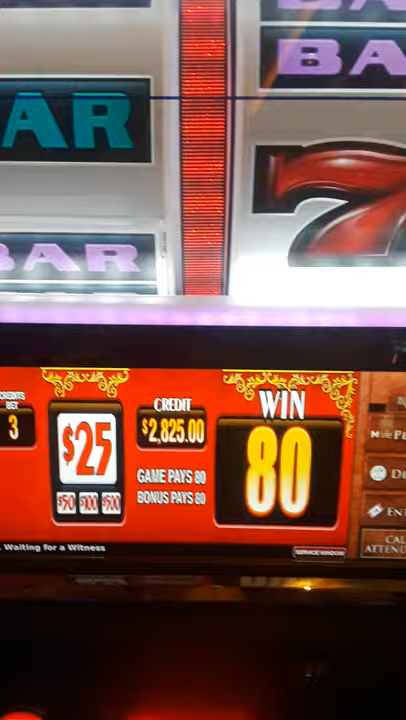 BAR
BAR
AR
7
BAR
CREDITS
BET
3
$25
$50 $100 $500
CREDIT
$2,825.00
GAME PAYS 80
BONUS PAYS 80
WIN
80
Waiting for a Witness
SERVICE WINDOW